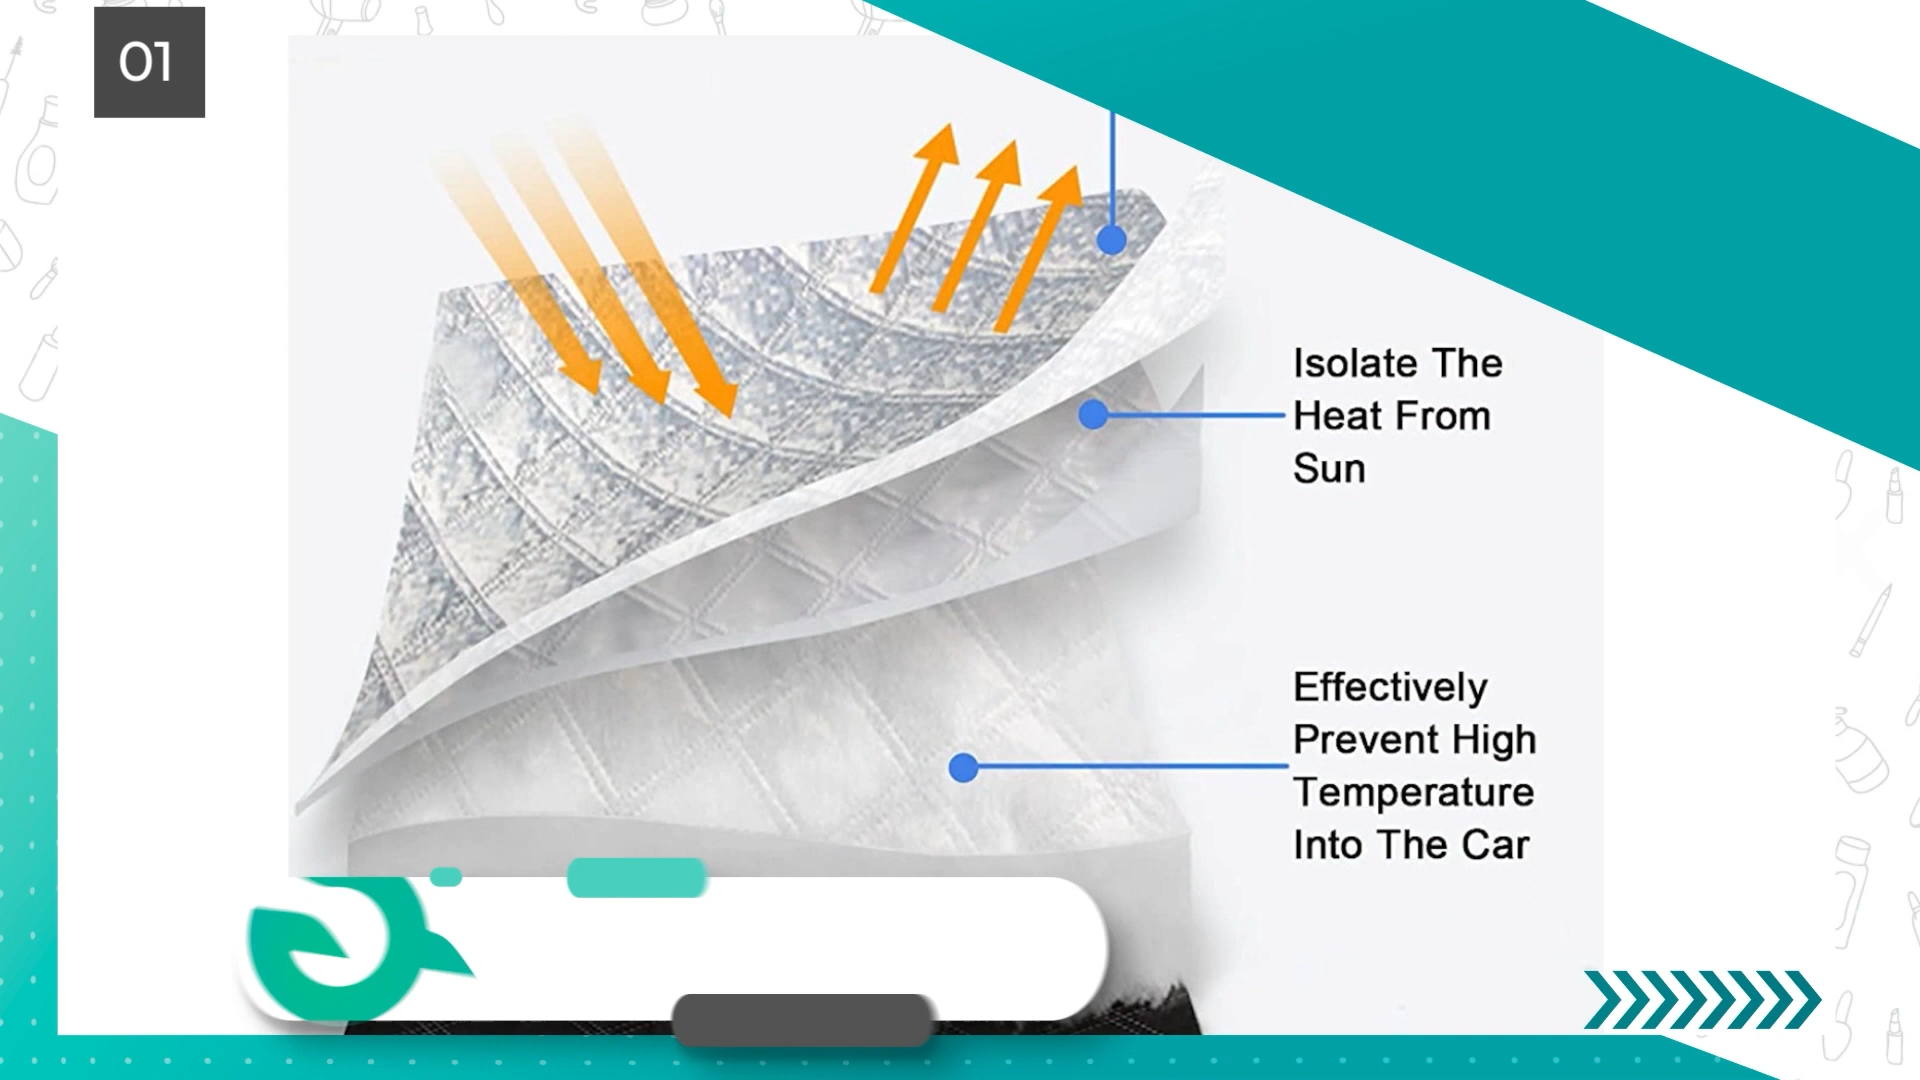 01
Isolate The
Heat From
Sun
Effectively
Prevent High
Temperature
Into The Car